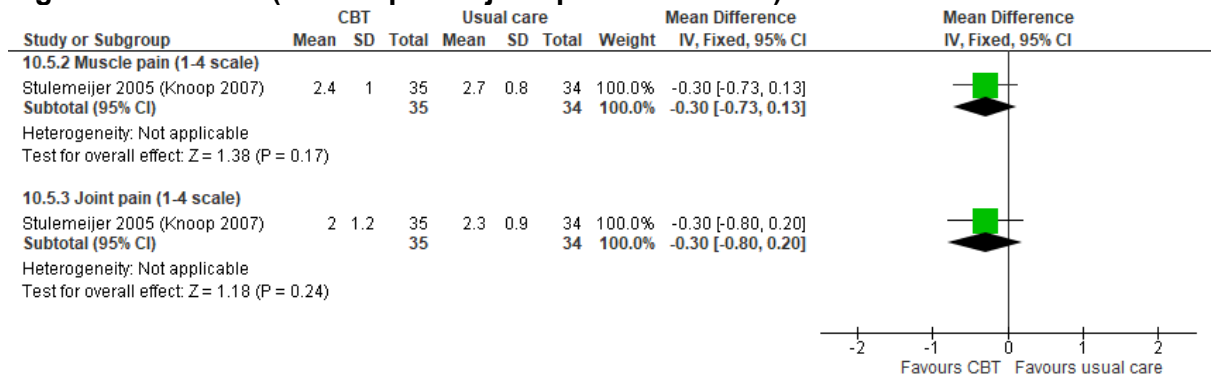 CBT Usual care Mean Difference Mean Difference
Study or Subgroup Mean SD Total Mean SD Total Weight IV, Fixed, 95% CI IV, Fixed, 95% CI
10.5.2 Muscle pain (1-4 scale)
Stulemeijer 2005 (Knoop 2007) 2.4 1 35 2.7 0.8 34 100.0% -0.30 [-0.73, 0.13]
Subtotal (95% CI) 35 34 100.0% -0.30 [-0.73, 0.13]
Heterogeneity: Not applicable
Test for overall effect: Z = 1.38 (P = 0.17)
10.5.3 Joint pain (1-4 scale)
Stulemeijer 2005 (Knoop 2007) 2 1.2 35 2.3 0.9 34 100.0% -0.30 [-0.80, 0.20]
Subtotal (95% CI) 35 34 100.0% -0.30 [-0.80, 0.20]
Heterogeneity: Not applicable
Test for overall effect: Z = 1.18 (P = 0.24)
-2 -1 0 1 2
Favours CBT Favours usual care